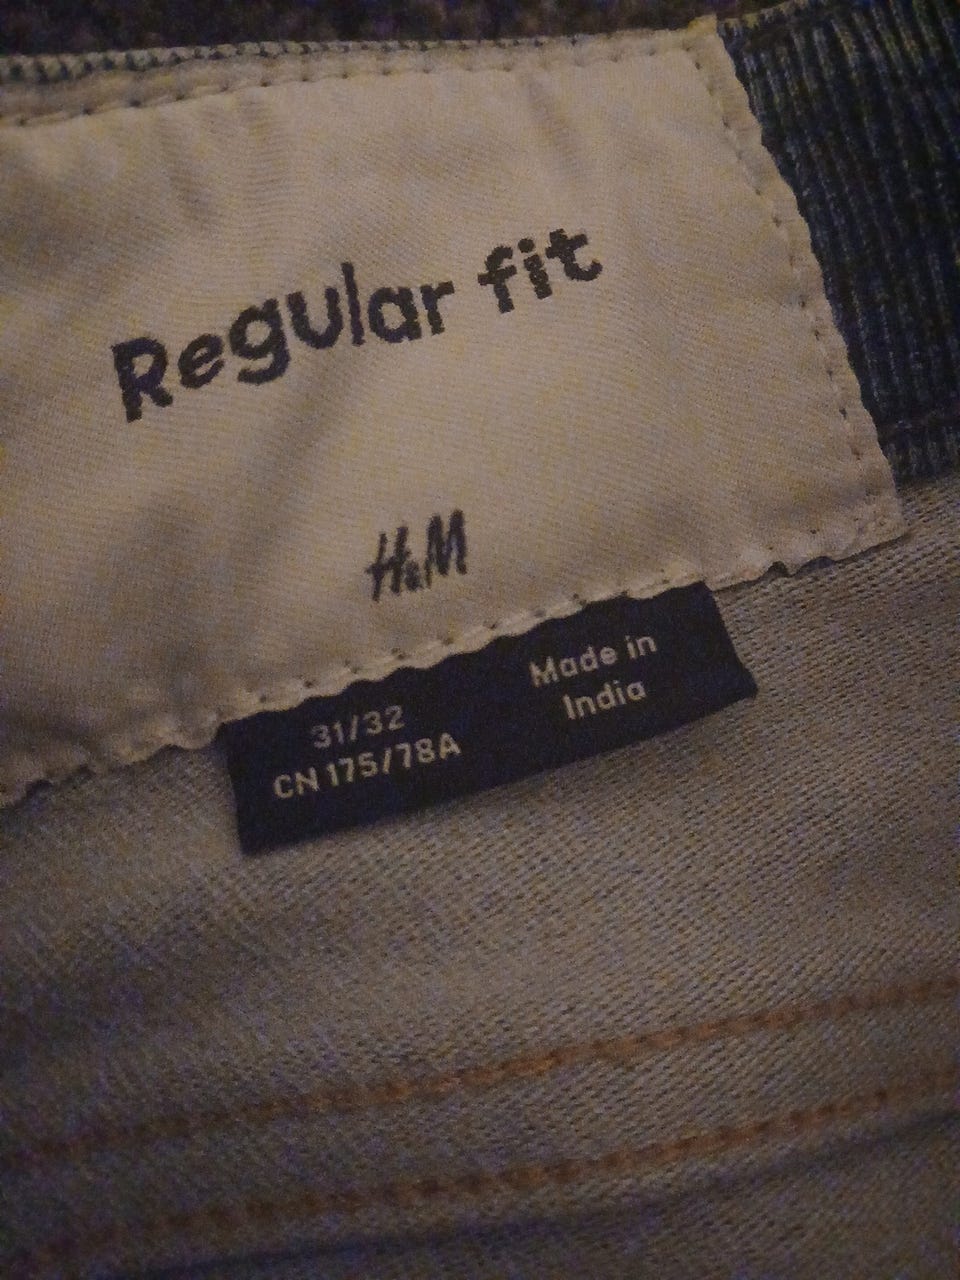 Regular fit
H&M
31/32
CN 175/78A
Made in
India